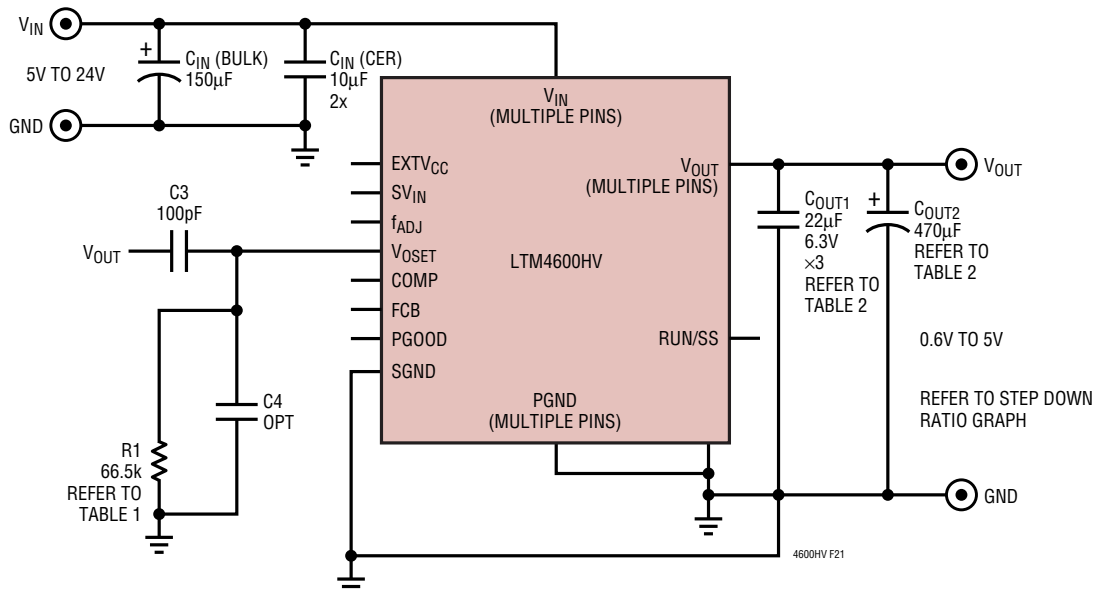 VIN
5V TO 24V
GND
+
CIN (BULK)
150µF
CIN (CER)
10µF
2x
VIN
(MULTIPLE PINS)
EXTVCC
SVIN
fADJ
VOSET
COMP
FCB
PGOOD
SGND
LTM4600HV
VOUT
(MULTIPLE PINS)
RUN/SS
PGND
(MULTIPLE PINS)
C3
100pF
VOUT
C4
OPT
R1
66.5k
REFER TO
TABLE 1
COUT1
22µF
6.3V
×3
REFER TO
TABLE 2
+
COUT2
470µF
REFER TO
TABLE 2
VOUT
0.6V TO 5V
REFER TO STEP DOWN
RATIO GRAPH
GND
4600HV F21